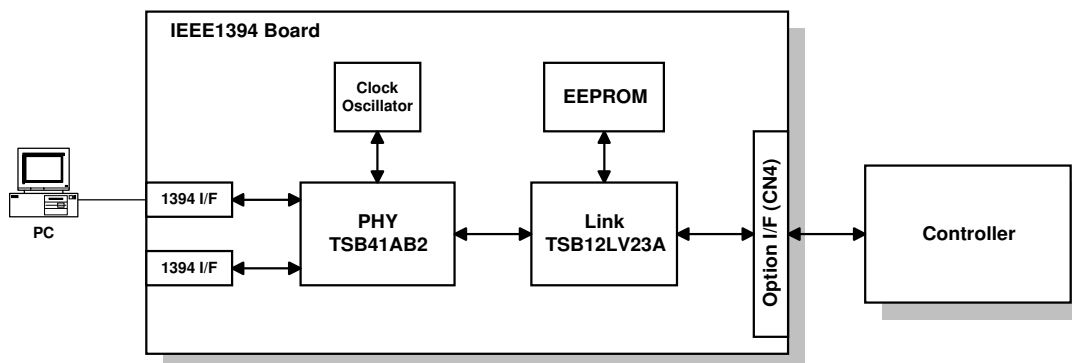 IEEE1394 Board
Clock
Oscillator
EEPROM
PC
1394 I/F
1394 I/F
PHY
TSB41AB2
Link
TSB12LV23A
Option I/F (CN4)
Controller